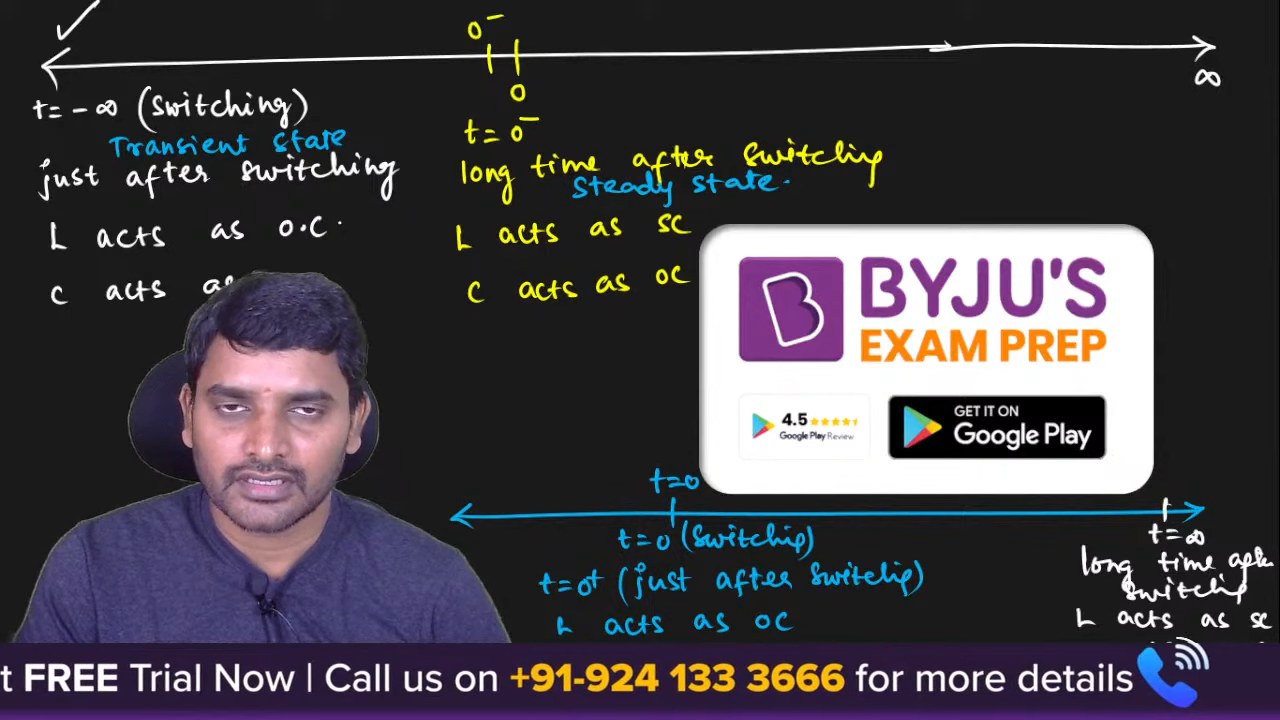 0⁻
0
∞
t= -∞ (switching)
Transient state
just after switching
L acts as O.C.
C acts as
t= 0⁻
long time after switching
Steady state.
L acts as SC
C acts as OC
BYJU'S
EXAM PREP
4.5
Google Play Review
GET IT ON
Google Play
t=0
t=0 (switching)
t=0+ (just after switching)
L acts as OC
t=∞
long time after
switching
L acts as SC
t FREE Trial Now | Call us on +91-924 133 3666 for more details